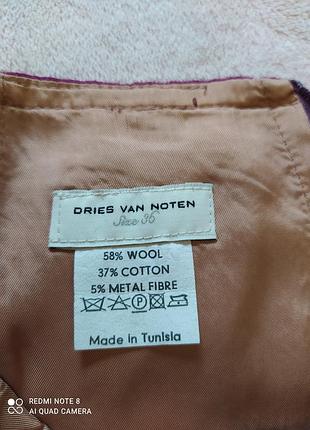 DRIES VAN NOTEN
Size 36
58% WOOL
37% COTTON
5% METAL FIBRE
P
Made in Tunisia
REDMI NOTE 8
AI QUAD CAMERA